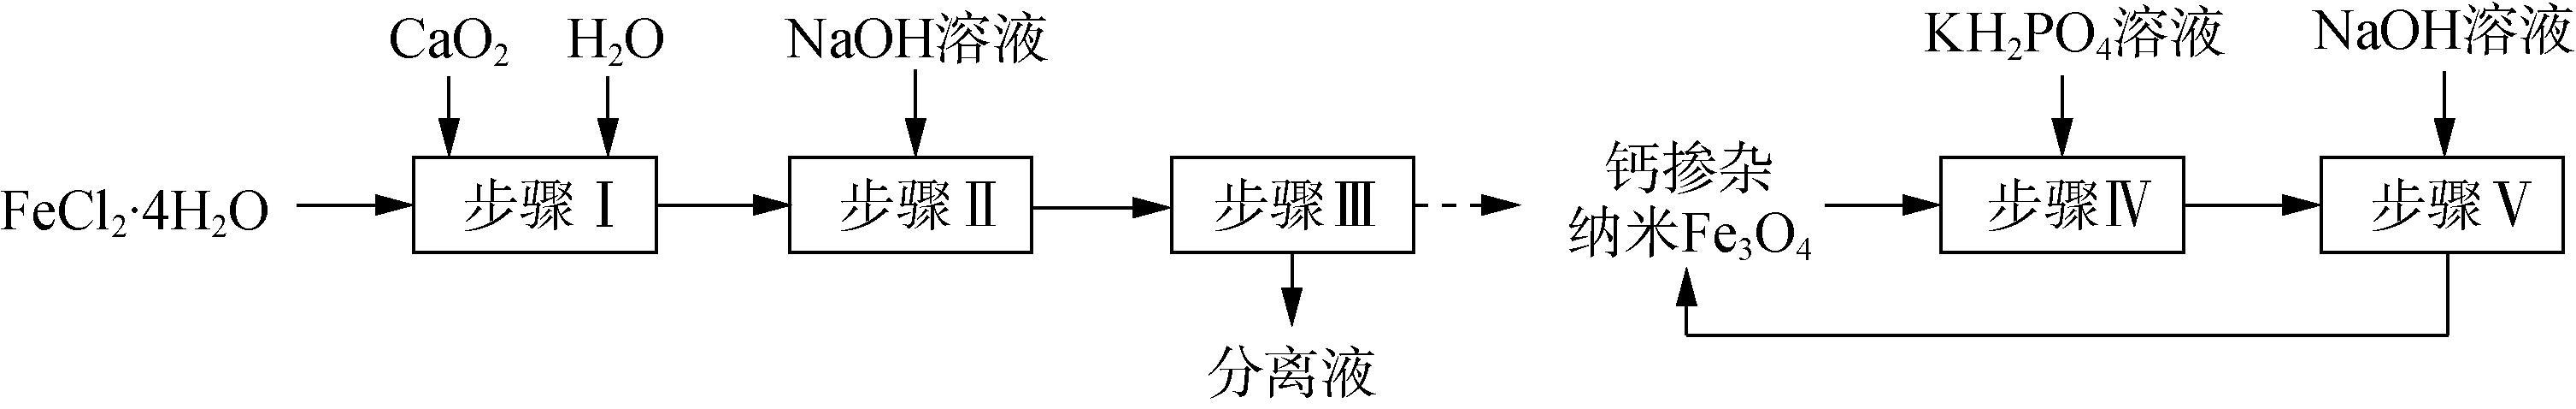 CaO₂
H₂O
NaOH溶液
KH₂PO₄溶液
NaOH溶液
FeCl₂·4H₂O
步骤Ⅰ
步骤Ⅱ
步骤Ⅲ
钙掺杂
纳米Fe₃O₄
步骤Ⅳ
步骤Ⅴ
分离液